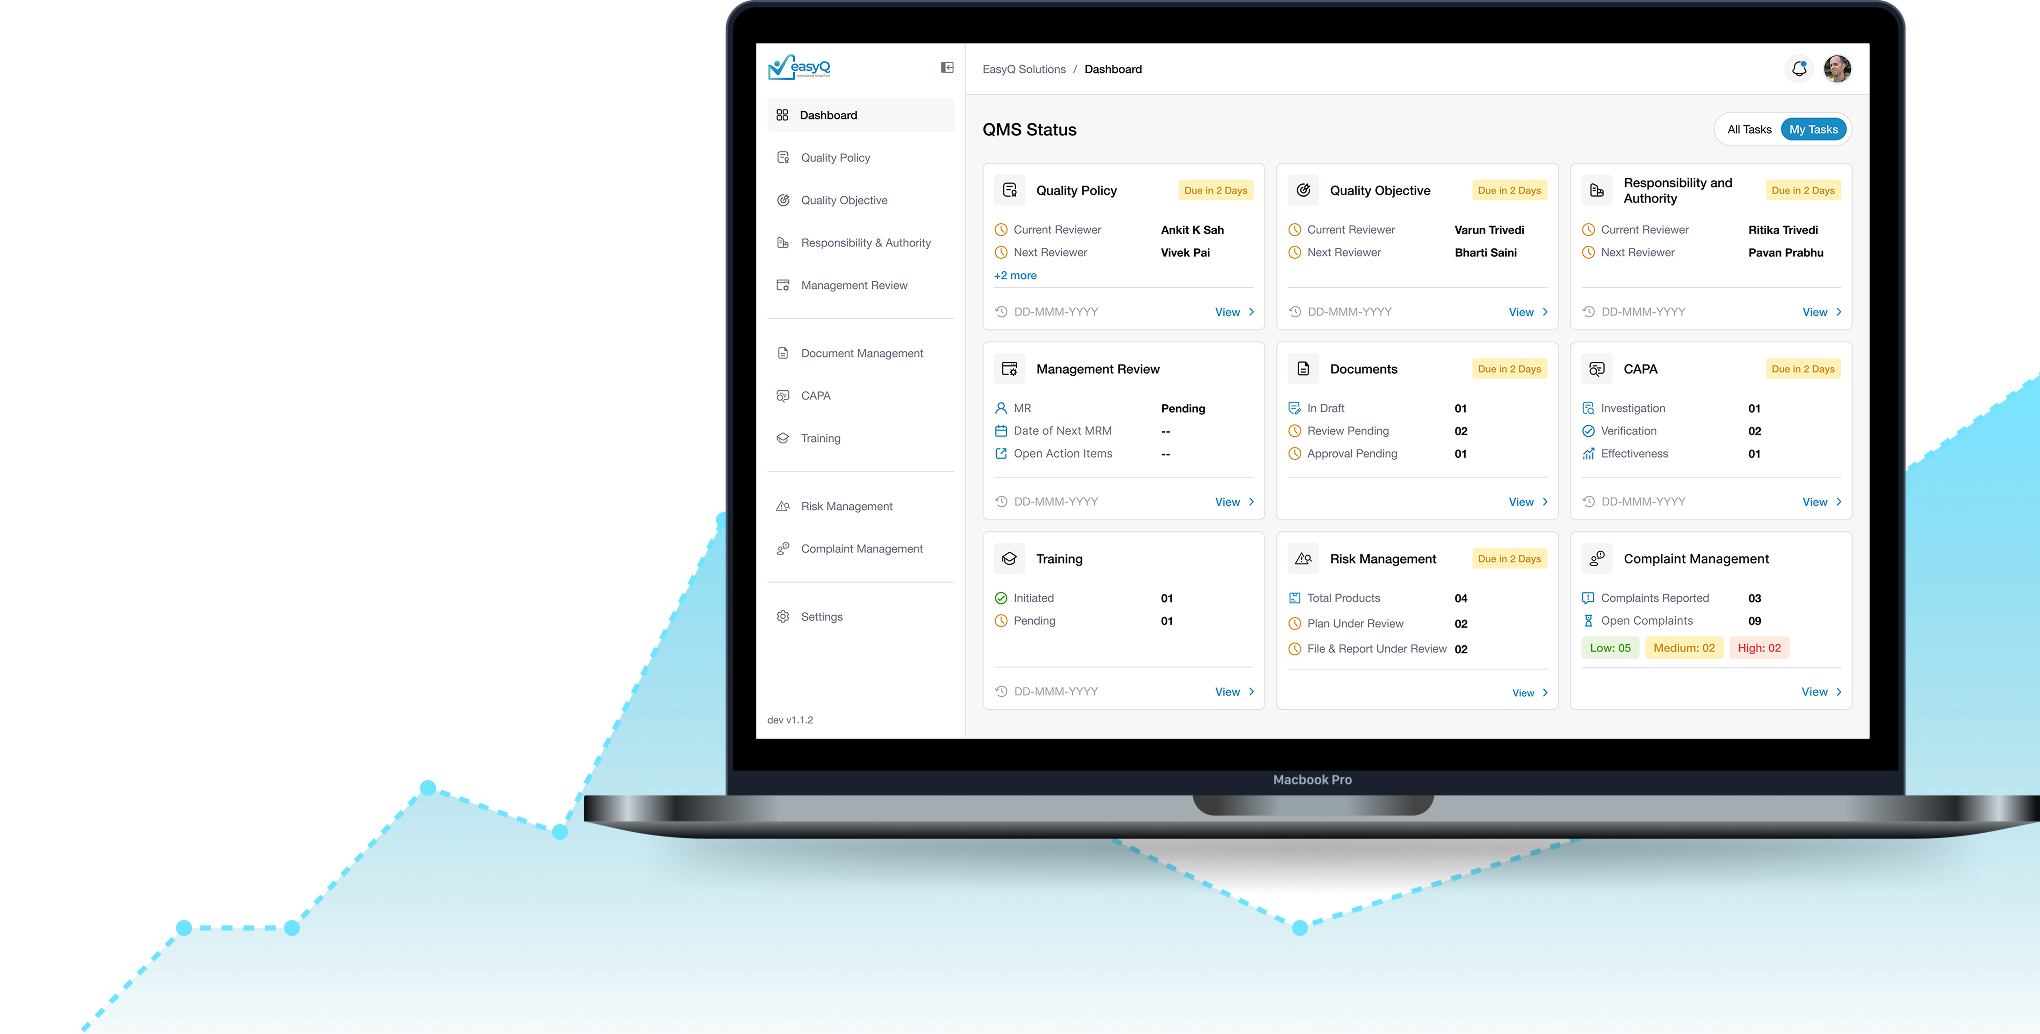 easyQ
EasyQ Solutions / Dashboard
Dashboard
Quality Policy
Quality Objective
Responsibility & Authority
Management Review
Document Management
CAPA
Training
Risk Management
Complaint Management
Settings
dev v1.1.2
QMS Status
All Tasks My Tasks
Quality Policy Due in 2 Days
Current Reviewer Ankit K Sah
Next Reviewer Vivek Pai
+2 more
DD-MMM-YYYY View
Quality Objective Due in 2 Days
Current Reviewer Varun Trivedi
Next Reviewer Bharti Saini
DD-MMM-YYYY View
Responsibility and
Authority
Due in 2 Days
Current Reviewer Ritika Trivedi
Next Reviewer Pavan Prabhu
DD-MMM-YYYY View
Management Review
MR Pending
Date of Next MRM --
Open Action Items --
DD-MMM-YYYY View
Documents Due in 2 Days
In Draft 01
Review Pending 02
Approval Pending 01
View
CAPA Due in 2 Days
Investigation 01
Verification 02
Effectiveness 01
DD-MMM-YYYY View
Training
Initiated 01
Pending 01
DD-MMM-YYYY View
Risk Management Due in 2 Days
Total Products 04
Plan Under Review 02
File & Report Under Review 02
View
Complaint Management
Complaints Reported 03
Open Complaints 09
Low: 05 Medium: 02 High: 02
View
Macbook Pro